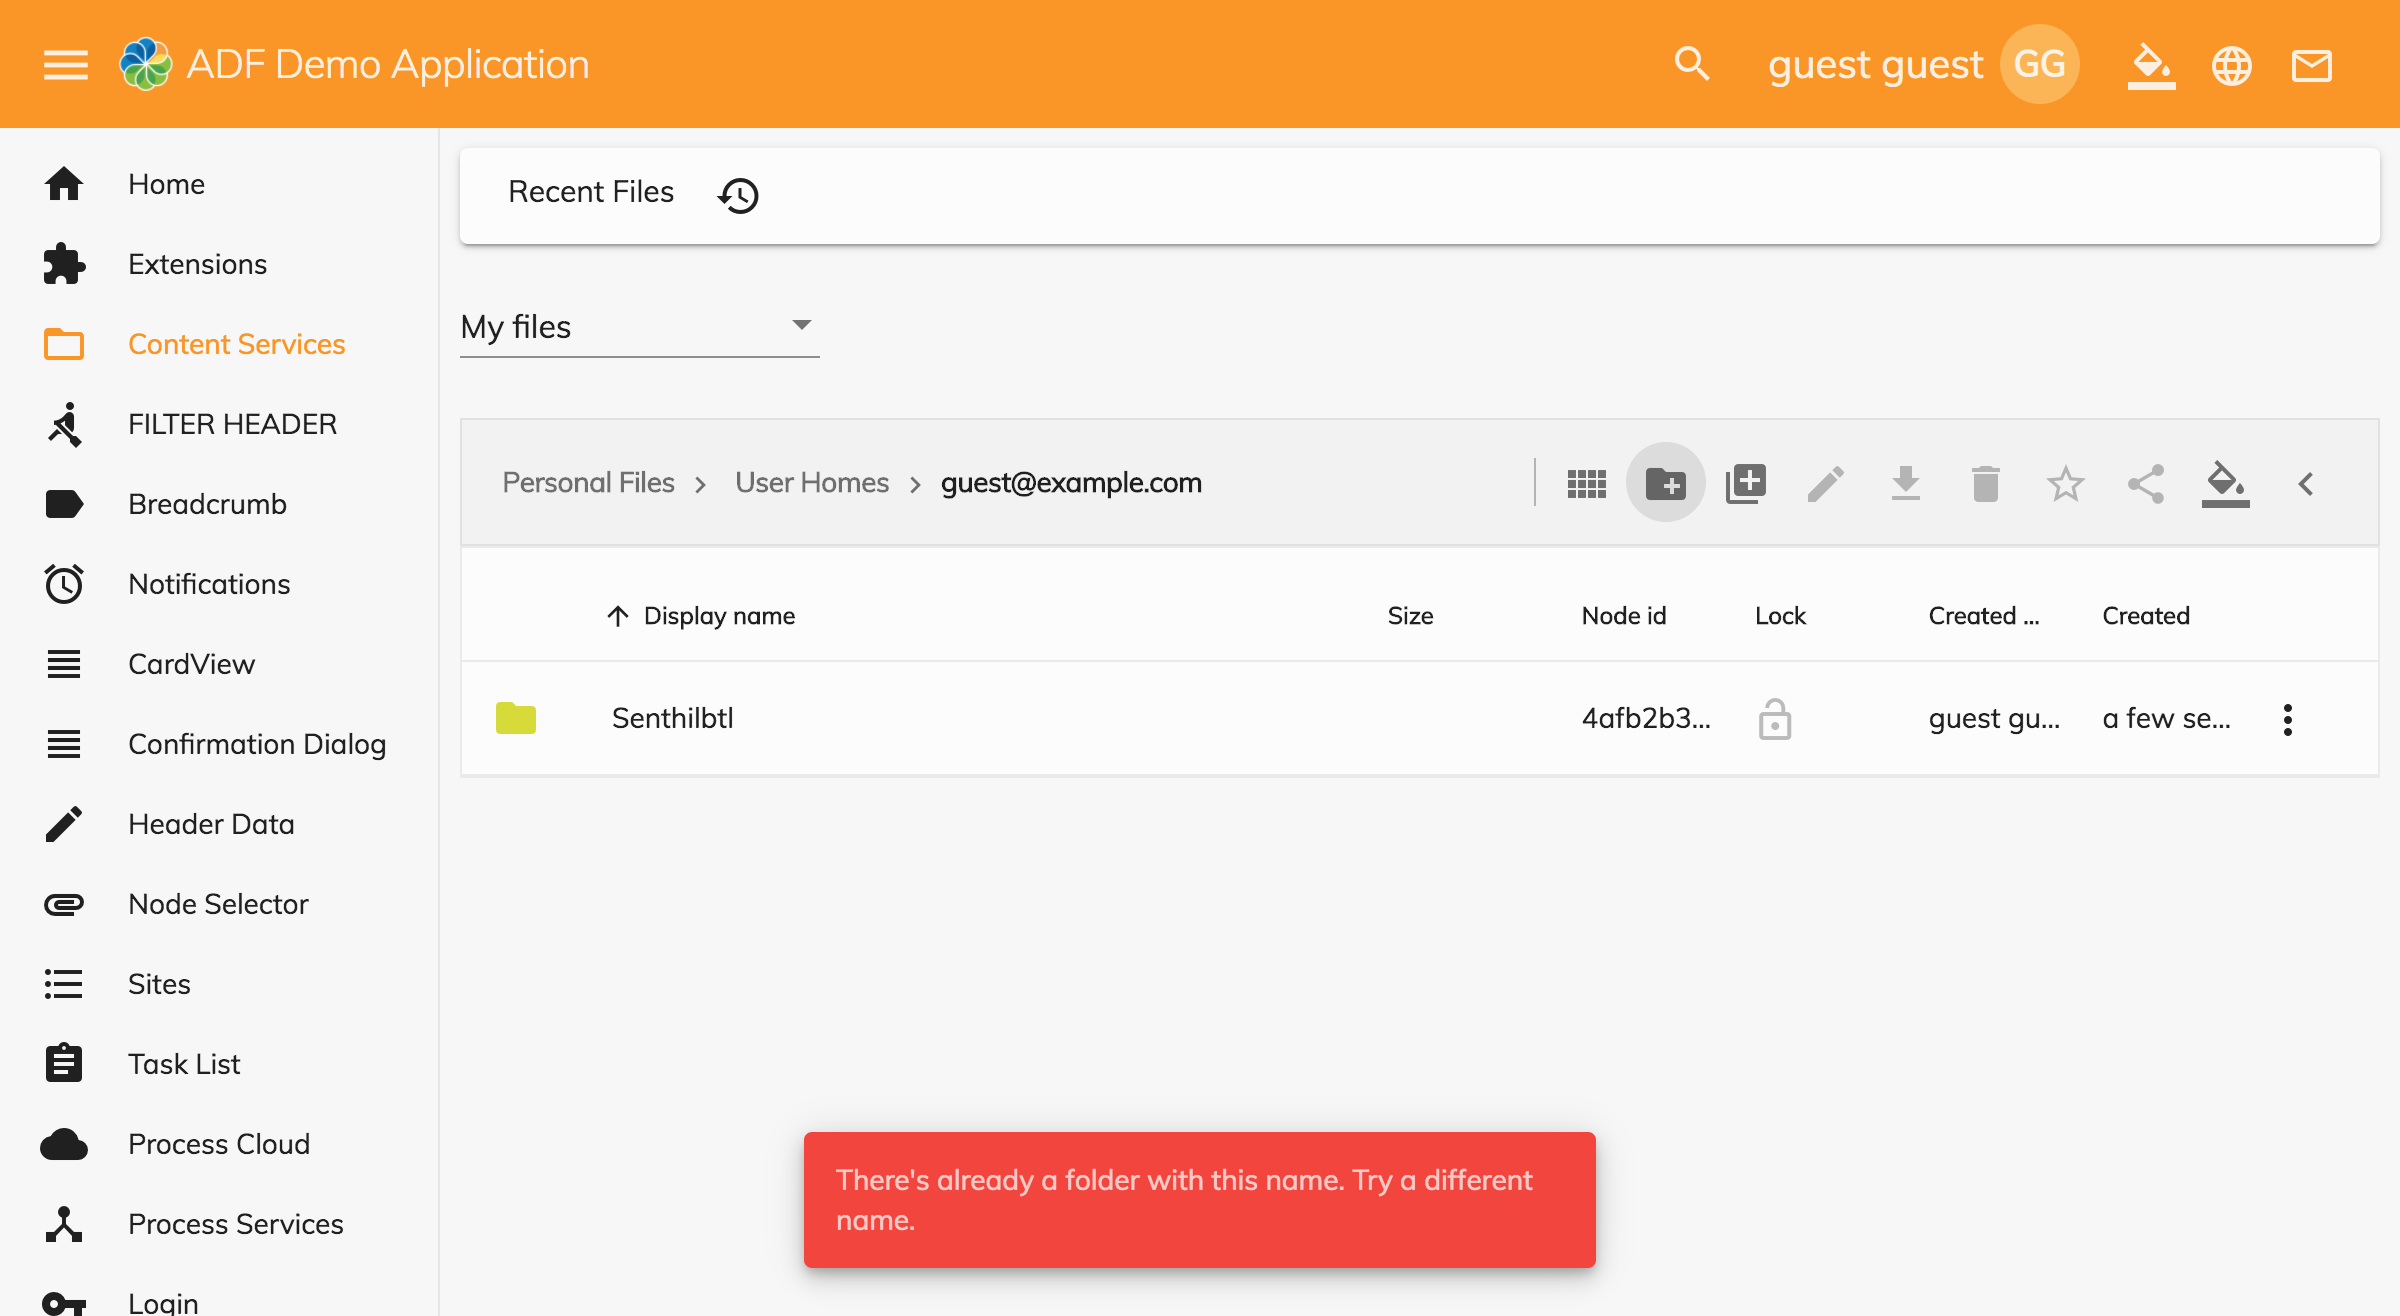 ADF Demo Application
guest guest GG
Home
Extensions
Content Services
FILTER HEADER
Breadcrumb
Notifications
CardView
Confirmation Dialog
Header Data
Node Selector
Sites
Task List
Process Cloud
Process Services
Login
Recent Files
My files
Personal Files User Homes guest@example.com
Display name Size Node id Lock Created ... Created
Senthilbtl 4afb2b3... guest gu... a few se...
There's already a folder with this name. Try a different
name.